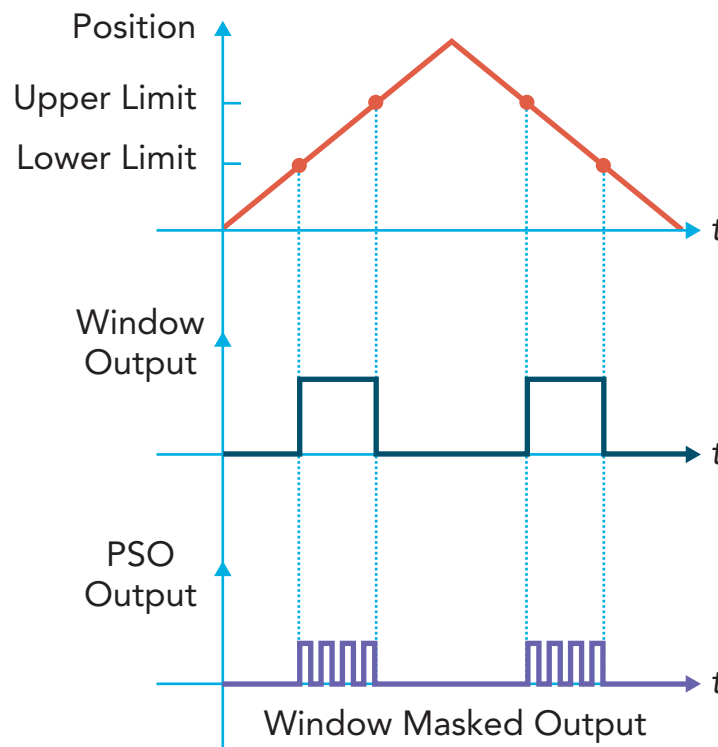 Position
Upper Limit
Lower Limit
t
Window
Output
t
PSO
Output
t
Window Masked Output